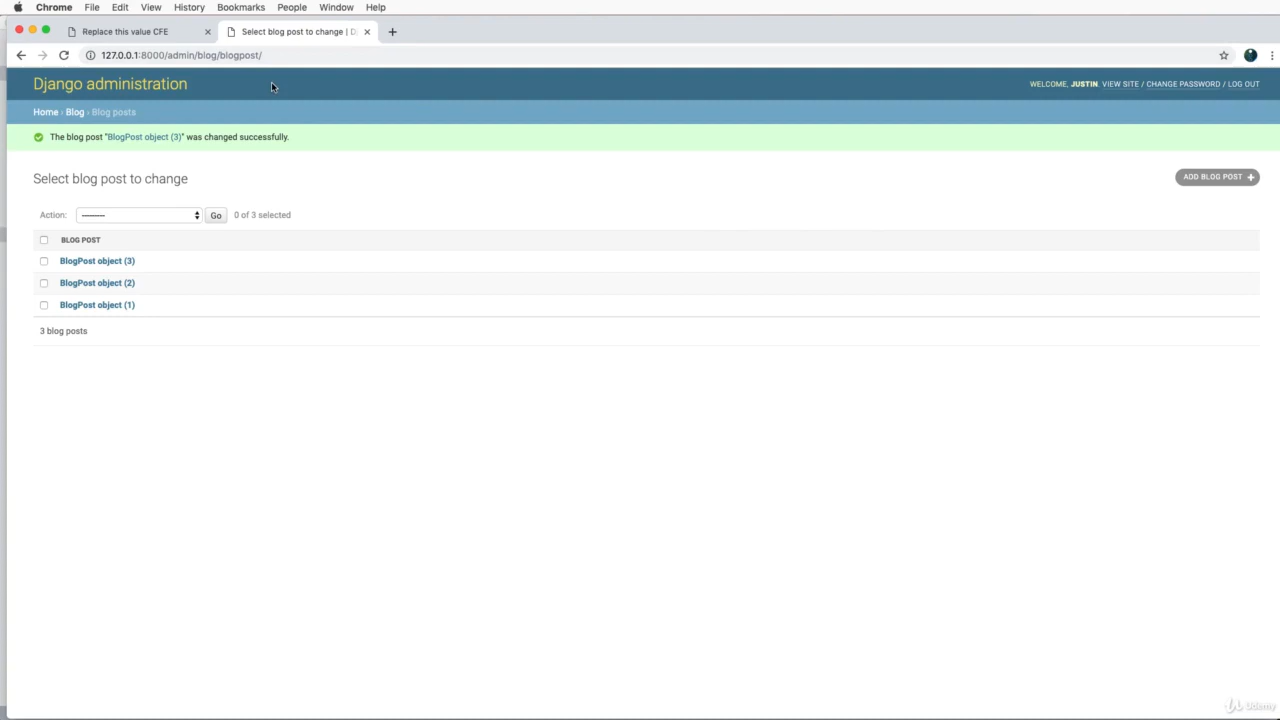 Chrome File Edit View History Bookmarks People Window Help
Replace this value CFE
Select blog post to change | D
127.0.0.1:8000/admin/blog/blogpost/
Django administration
WELCOME, JUSTIN. VIEW SITE / CHANGE PASSWORD / LOG OUT
Home › Blog › Blog posts
The blog post "BlogPost object (3)" was changed successfully.
Select blog post to change
ADD BLOG POST +
Action: --------- Go 0 of 3 selected
BLOG POST
BlogPost object (3)
BlogPost object (2)
BlogPost object (1)
3 blog posts
Udemy